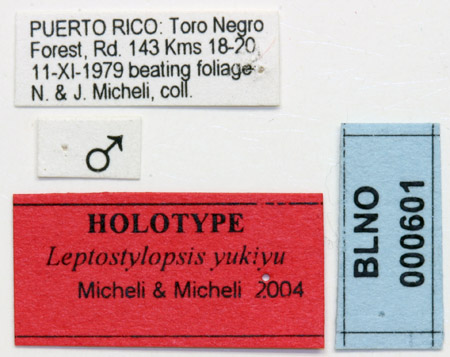 PUERTO RICO: Toro Negro
Forest, Rd. 143 Kms 18-20
11-XI-1979 beating foliage
N. & J. Micheli, coll.
♂
HOLOTYPE
Leptostylopsis yukiyu
Micheli & Micheli 2004
BLNO
000601